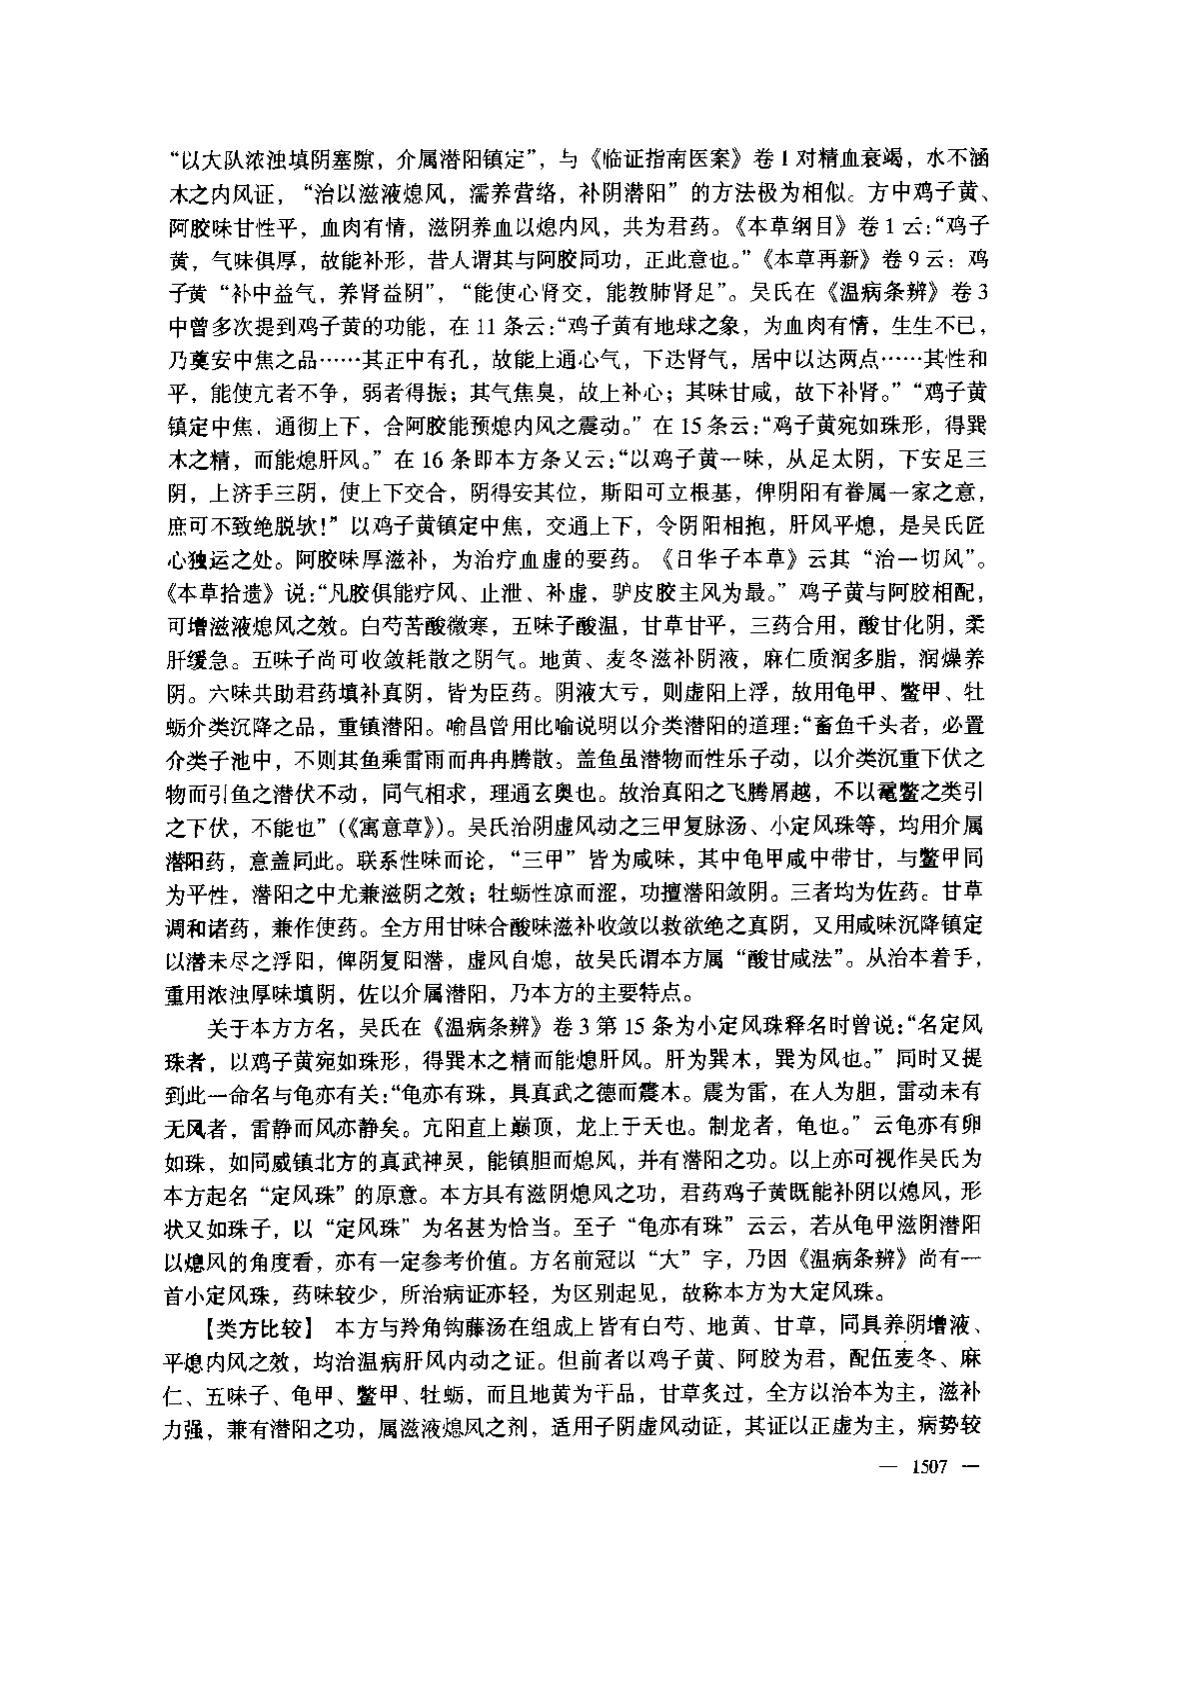 “以大队浓浊填阴塞隙，介属潜阳镇定”，与《临证指南医案》卷1对精血衰竭，水不涵
木之内风证，“治以滋液熄风，濡养营络，补阴潜阳”的方法极为相似。方中鸡子黄、
阿胶味甘性平，血肉有情，滋阴养血以熄内风，共为君药。《本草纲目》卷1云：“鸡子
黄，气味俱厚，故能补形，昔人谓其与阿胶同功，正此意也。”《本草再新》卷9云：鸡
子黄“补中益气，养肾益阴”，“能使心肾交，能教肺肾足”。吴氏在《温病条辨》卷3
中曾多次提到鸡子黄的功能，在11条云：“鸡子黄有地球之象，为血肉有情，生生不已，
乃奠安中焦之品……其正中有孔，故能上通心气，下达肾气，居中以达两点……其性和
平，能使亢者不争，弱者得振；其气焦臭，故上补心；其味甘咸，故下补肾。”“鸡子黄
镇定中焦，通彻上下，合阿胶能预熄内风之震动。”在15条云：“鸡子黄宛如珠形，得巽
木之精，而能熄肝风。”在16条即本方条又云：“以鸡子黄一味，从足太阴，下安足三
阴，上济手三阴，使上下交合，阴得安其位，斯阳可立根基，俾阴阳有眷属一家之意，
庶可不致绝脱欤！”以鸡子黄镇定中焦，交通上下，令阴阳相抱，肝风平熄，是吴氏匠
心独运之处。阿胶味厚滋补，为治疗血虚的要药。《日华子本草》云其“治一切风”。
《本草拾遗》说：“凡胶俱能疗风、止泄、补虚，驴皮胶主风为最。”鸡子黄与阿胶相配，
可增滋液熄风之效。白芍苦酸微寒，五味子酸温，甘草甘平，三药合用，酸甘化阴，柔
肝缓急。五味子尚可收敛耗散之阴气。地黄、麦冬滋补阴液，麻仁质润多脂，润燥养
阴。六味共助君药填补真阴，皆为臣药。阴液大亏，则虚阳上浮，故用龟甲、鳖甲、牡
蛎介类沉降之品，重镇潜阳。喻昌曾用比喻说明以介类潜阳的道理：“畜鱼千头者，必置
介类子池中，不则其鱼乘雷雨而冉冉腾散。盖鱼虽潜物而性乐子动，以介类沉重下伏之
物而引鱼之潜伏不动，同气相求，理通玄奥也。故治真阳之飞腾屑越，不以鼋鳖之类引
之下伏，不能也”（《寓意草》）。吴氏治阴虚风动之三甲复脉汤、小定风珠等，均用介属
潜阳药，意盖同此。联系性味而论，“三甲”皆为咸味，其中龟甲咸中带甘，与鳖甲同
为平性，潜阳之中尤兼滋阴之效；牡蛎性凉而涩，功擅潜阳敛阴。三者均为佐药。甘草
调和诸药，兼作使药。全方用甘味合酸味滋补收敛以救欲绝之真阴，又用咸味沉降镇定
以潜未尽之浮阳，俾阴复阳潜，虚风自熄，故吴氏谓本方属“酸甘咸法”。从治本着手，
重用浓浊厚味填阴，佐以介属潜阳，乃本方的主要特点。
关于本方方名，吴氏在《温病条辨》卷3第15条为小定风珠释名时曾说：“名定风
珠者，以鸡子黄宛如珠形，得巽木之精而能熄肝风。肝为巽木，巽为风也。”同时又提
到此一命名与龟亦有关：“龟亦有珠，具真武之德而震木。震为雷，在人为胆，雷动未有
无风者，雷静而风亦静矣。亢阳直上巅顶，龙上于天也。制龙者，龟也。”云龟亦有卵
如珠，如同威镇北方的真武神灵，能镇胆而熄风，并有潜阳之功。以上亦可视作吴氏为
本方起名“定风珠”的原意。本方具有滋阴熄风之功，君药鸡子黄既能补阴以熄风，形
状又如珠子，以“定风珠”为名甚为恰当。至子“龟亦有珠”云云，若从龟甲滋阴潜阳
以熄风的角度看，亦有一定参考价值。方名前冠以“大”字，乃因《温病条辨》尚有一
首小定风珠，药味较少，所治病证亦轻，为区别起见，故称本方为大定风珠。
【类方比较】 本方与羚角钩藤汤在组成上皆有白芍、地黄、甘草，同具养阴增液、
平熄内风之效，均治温病肝风内动之证。但前者以鸡子黄、阿胶为君，配伍麦冬、麻
仁、五味子、龟甲、鳖甲、牡蛎，而且地黄为干品，甘草炙过，全方以治本为主，滋补
力强，兼有潜阳之功，属滋液熄风之剂，适用子阴虚风动证，其证以正虚为主，病势较
— 1507 —